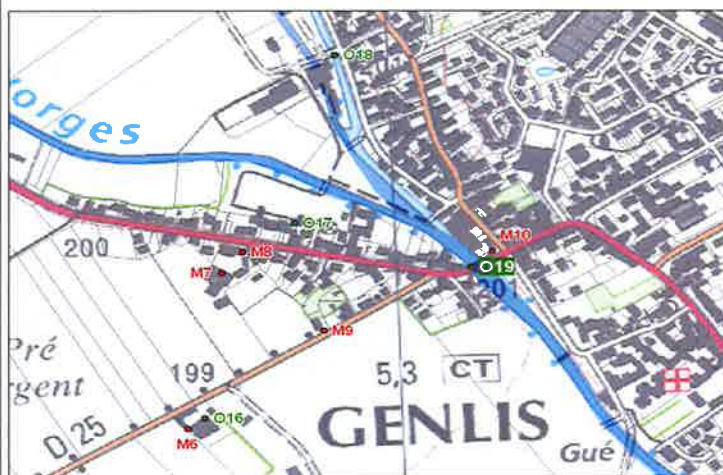 O18
orges
O17
M10
200
M8
M7
O19
201
M9
Pré
rgent
199
5,3
CT
O16
GENLIS
M6
D 25
Gué